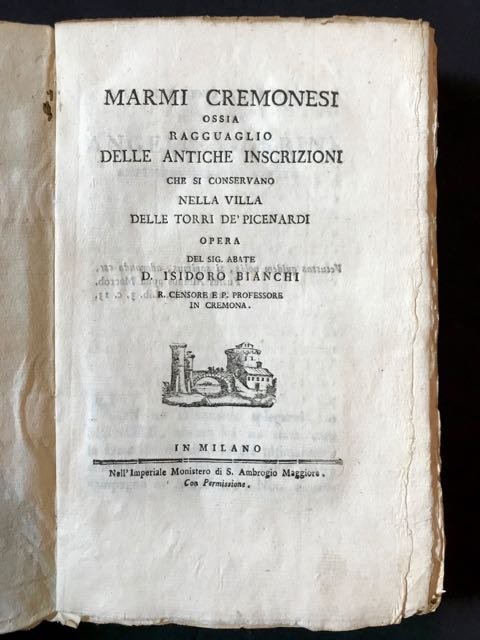 MARMI CREMONESI
OSSIA
RAGGUAGLIO
DELLE ANTICHE INSCRIZIONI
CHE SI CONSERVANO
NELLA VILLA
DELLE TORRI DE' PICENARDI
OPERA
DEL SIG. ABATE
D. ISIDORO BIANCHI
R. CENSORE E P. PROFESSORE
IN CREMONA.
IN MILANO
Nell' Imperiale Monistero di S. Ambrogio Maggiore.
Con Permissione.